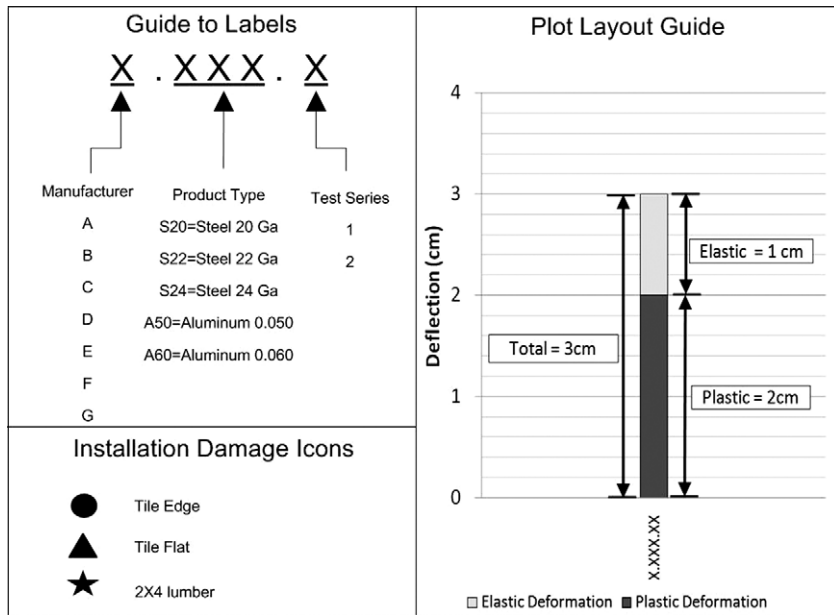 Guide to Labels
X . X X X . X
Manufacturer Product Type Test Series
A S20=Steel 20 Ga 1
B S22=Steel 22 Ga 2
C S24=Steel 24 Ga
D A50=Aluminum 0.050
E A60=Aluminum 0.060
F
G
Installation Damage Icons
Tile Edge
Tile Flat
2X4 lumber
Plot Layout Guide
Deflection (cm)
4
3
2
1
0
Elastic = 1 cm
Total = 3cm
Plastic = 2cm
X.XXX.XX
Elastic Deformation Plastic Deformation